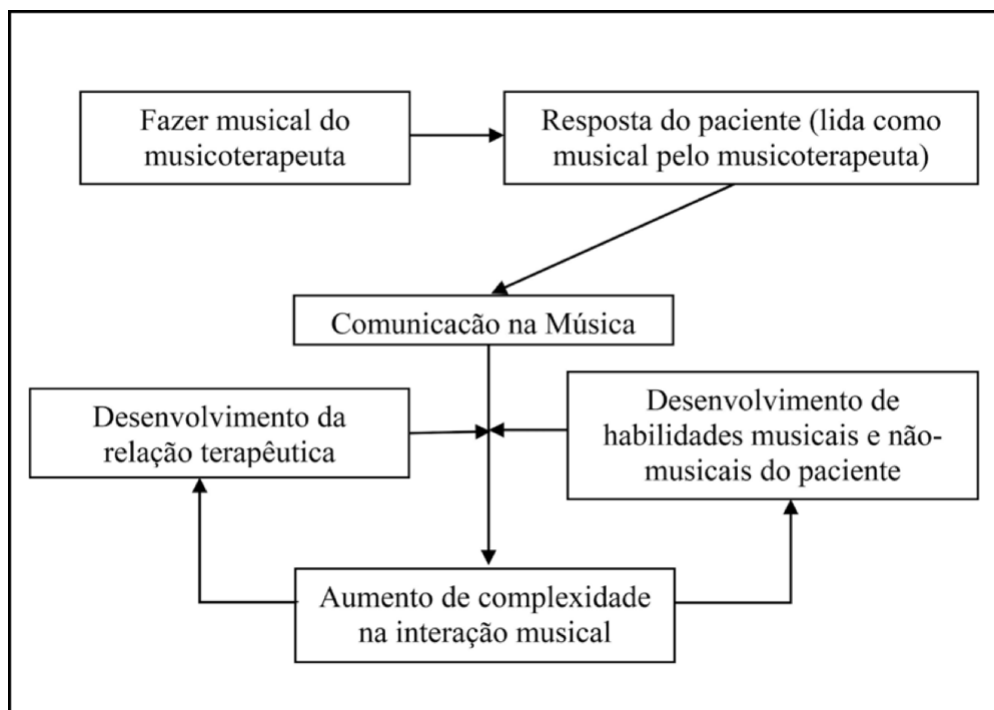 Fazer musical do
musicoterapeuta
Resposta do paciente (lida como
musical pelo musicoterapeuta)
Comunicacão na Música
Desenvolvimento da
relação terapêutica
Desenvolvimento de
habilidades musicais e não-
musicais do paciente
Aumento de complexidade
na interação musical